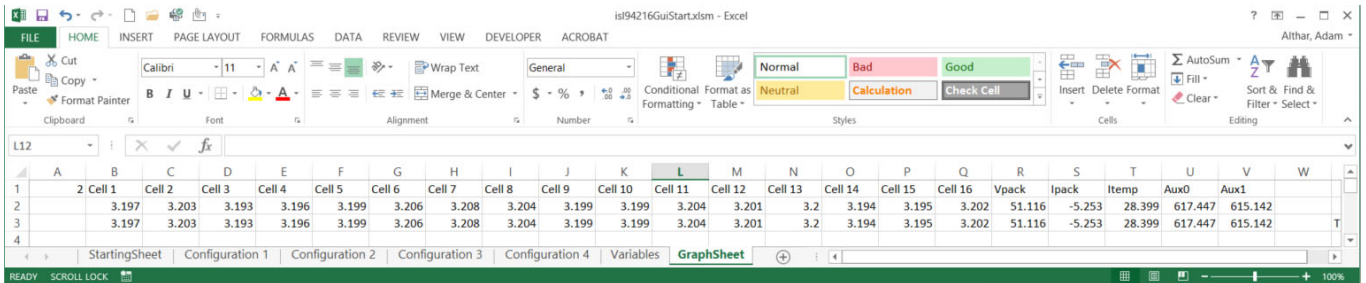 isl94216GuiStart.xlsm - Excel
FILE HOME INSERT PAGE LAYOUT FORMULAS DATA REVIEW VIEW DEVELOPER ACROBAT Althar, Adam
Paste Cut Copy Format Painter Clipboard
Calibri 11 A A B I U A Font
Wrap Text Merge & Center Alignment
General $ % , .00 .0 Number
Conditional Formatting Format as Table Normal Bad Good Neutral Calculation Check Cell Styles
Insert Delete Format Cells
AutoSum Fill Clear Sort & Filter Find & Select Editing
L12 fx
A B C D E F G H I J K L M N O P Q R S T U V W
1 2 Cell 1 Cell 2 Cell 3 Cell 4 Cell 5 Cell 6 Cell 7 Cell 8 Cell 9 Cell 10 Cell 11 Cell 12 Cell 13 Cell 14 Cell 15 Cell 16 Vpack Ipack Itemp Aux0 Aux1
2 3.197 3.203 3.193 3.196 3.199 3.206 3.208 3.204 3.199 3.199 3.204 3.201 3.2 3.194 3.195 3.202 51.116 -5.253 28.399 617.447 615.142
3 3.197 3.203 3.193 3.196 3.199 3.206 3.208 3.204 3.199 3.199 3.204 3.201 3.2 3.194 3.195 3.202 51.116 -5.253 28.399 617.447 615.142 T
4
StartingSheet Configuration 1 Configuration 2 Configuration 3 Configuration 4 Variables GraphSheet
READY SCROLL LOCK 100%